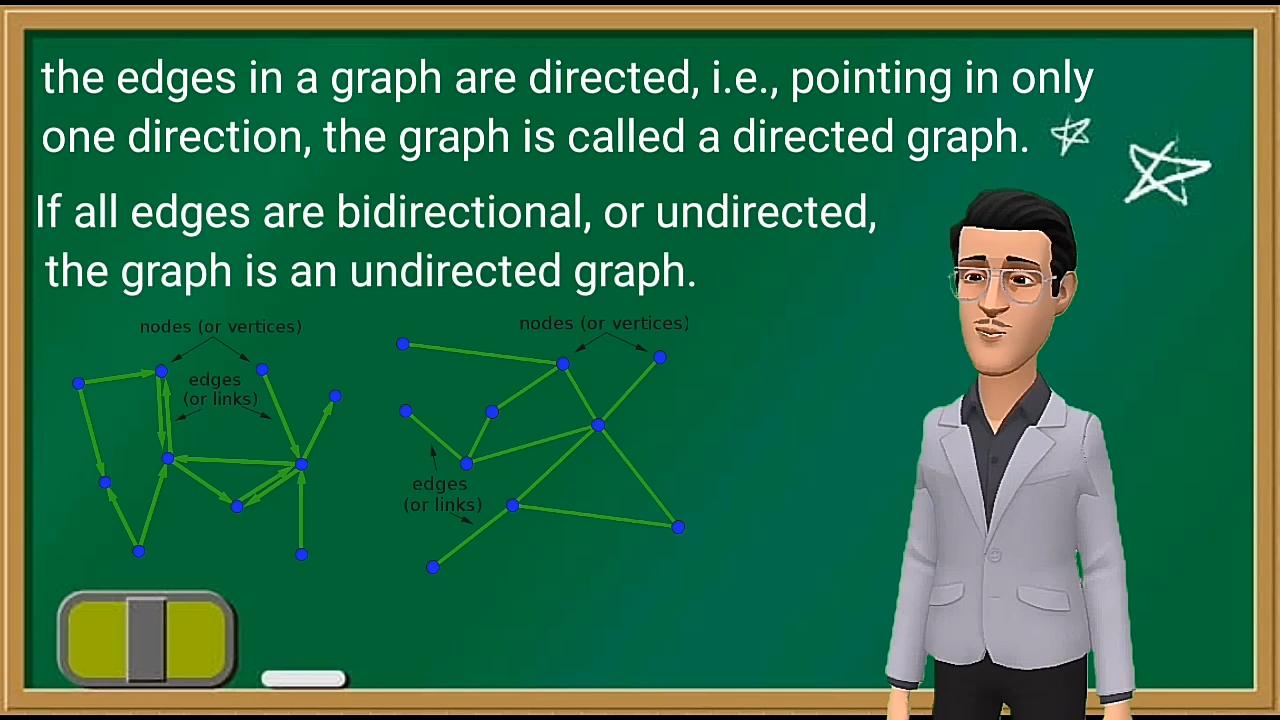 the edges in a graph are directed, i.e., pointing in only
one direction, the graph is called a directed graph.
If all edges are bidirectional, or undirected,
the graph is an undirected graph.
nodes (or vertices)
edges
(or links)
nodes (or vertices)
edges
(or links)